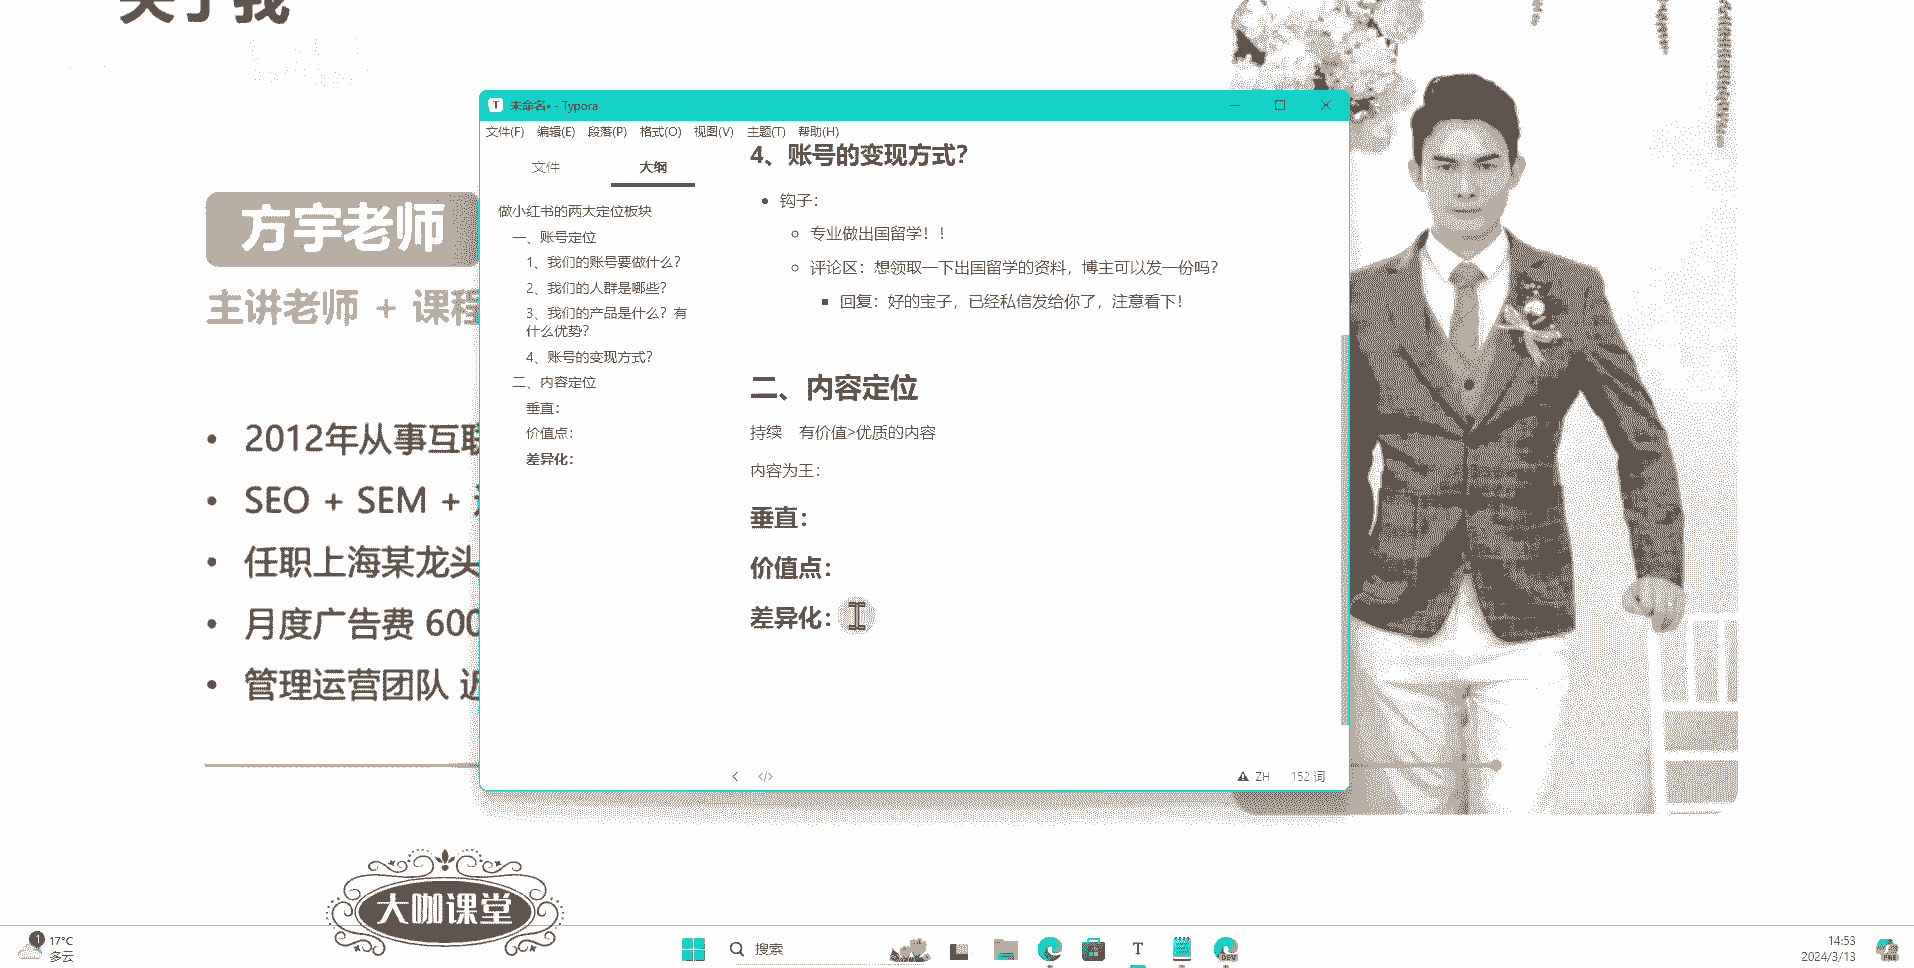 关于我
方宇老师
主讲老师 + 课程
• 2012年从事互联
• SEO + SEM +
• 任职上海某龙头
• 月度广告费 600
• 管理运营团队 近
未命名• - Typora
文件(F) 编辑(E) 段落(P) 格式(O) 视图(V) 主题(T) 帮助(H)
文件 大纲
做小红书的两大定位板块
一、账号定位
1、我们的账号要做什么？
2、我们的人群是哪些？
3、我们的产品是什么？有
什么优势？
4、账号的变现方式？
二、内容定位
垂直：
价值点：
差异化：
4、账号的变现方式？
钩子：
专业做出国留学！！
评论区：想领取一下出国留学的资料，博主可以发一份吗？
回复：好的宝子，已经私信发给你了，注意看下！
二、内容定位
持续 有价值>优质的内容
内容为王：
垂直：
价值点：
差异化：
ZH 152 词
大咖课堂
1
17°C
多云
搜索
T
DEV
14:53
2024/3/13
PRE